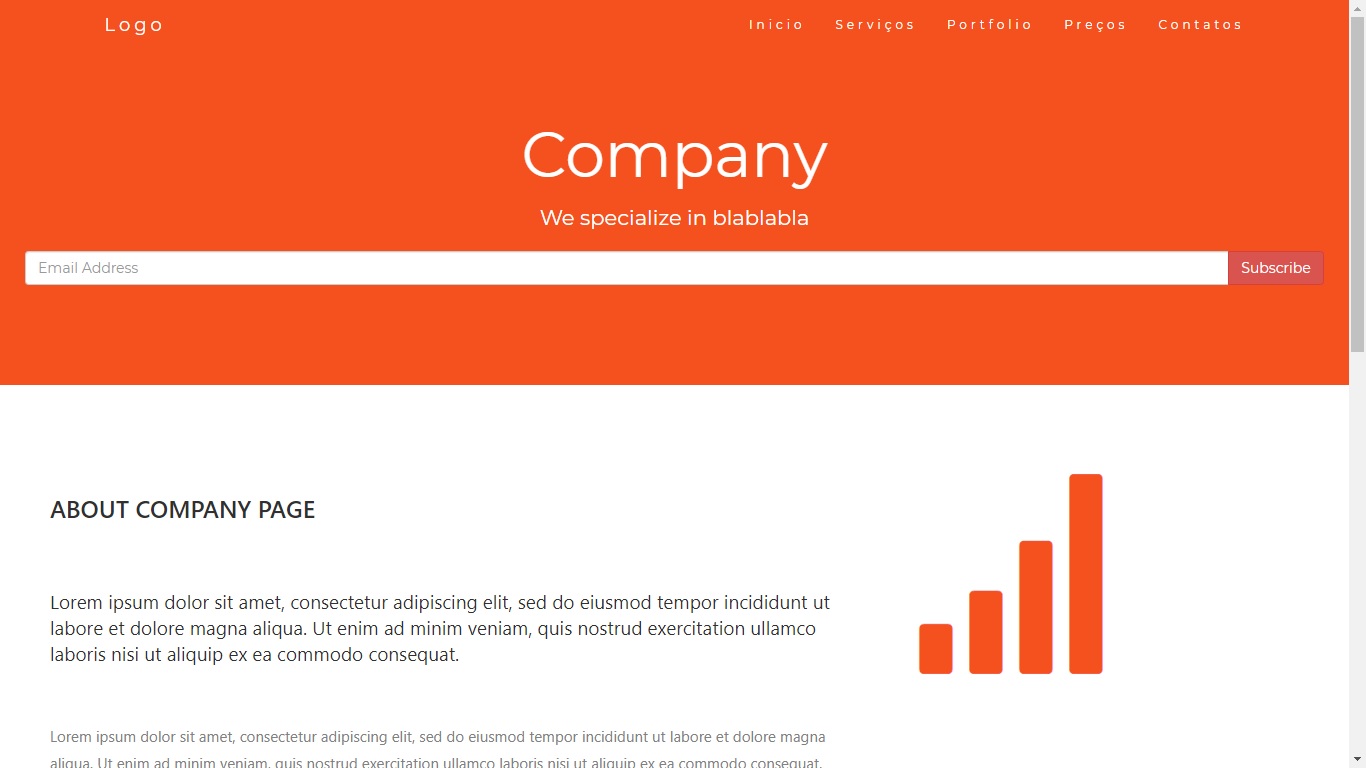 Logo
Inicio Serviços Portfolio Preços Contatos
Company
We specialize in blablabla
Email Address
Subscribe
ABOUT COMPANY PAGE
Lorem ipsum dolor sit amet, consectetur adipiscing elit, sed do eiusmod tempor incididunt ut
labore et dolore magna aliqua. Ut enim ad minim veniam, quis nostrud exercitation ullamco
laboris nisi ut aliquip ex ea commodo consequat.
Lorem ipsum dolor sit amet, consectetur adipiscing elit, sed do eiusmod tempor incididunt ut labore et dolore magna
aliqua. Ut enim ad minim veniam, quis nostrud exercitation ullamco laboris nisi ut aliquip ex ea commodo consequat.